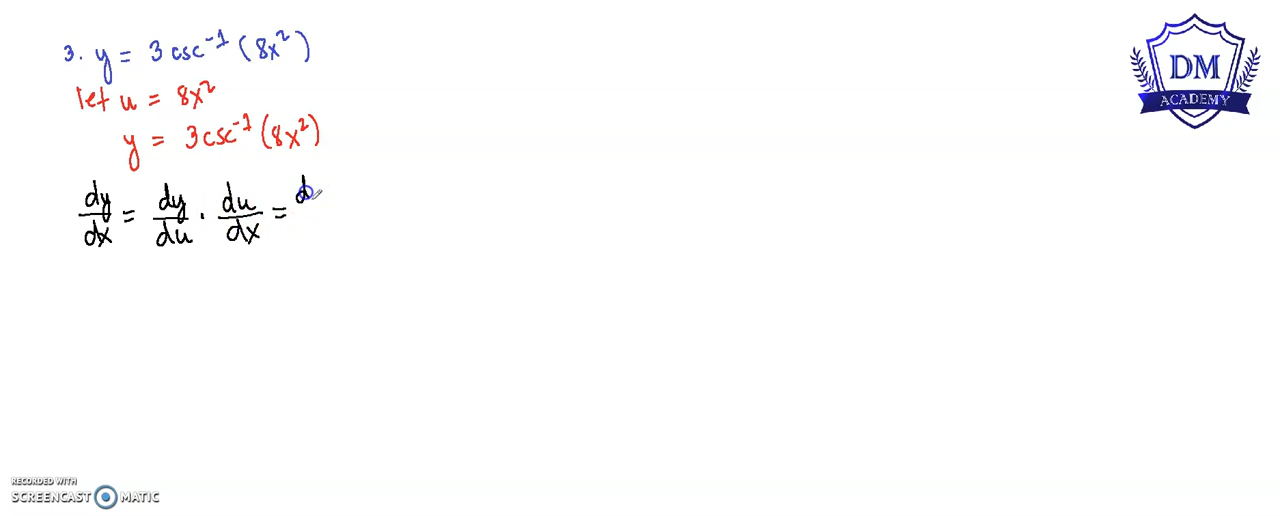 3. y = 3 csc⁻¹ (8x²)
let u = 8x²
y = 3 csc⁻¹ (8x²)
dy/dx = dy/du · du/dx = d
DM
ACADEMY
RECORDED WITH
SCREENCAST MATIC